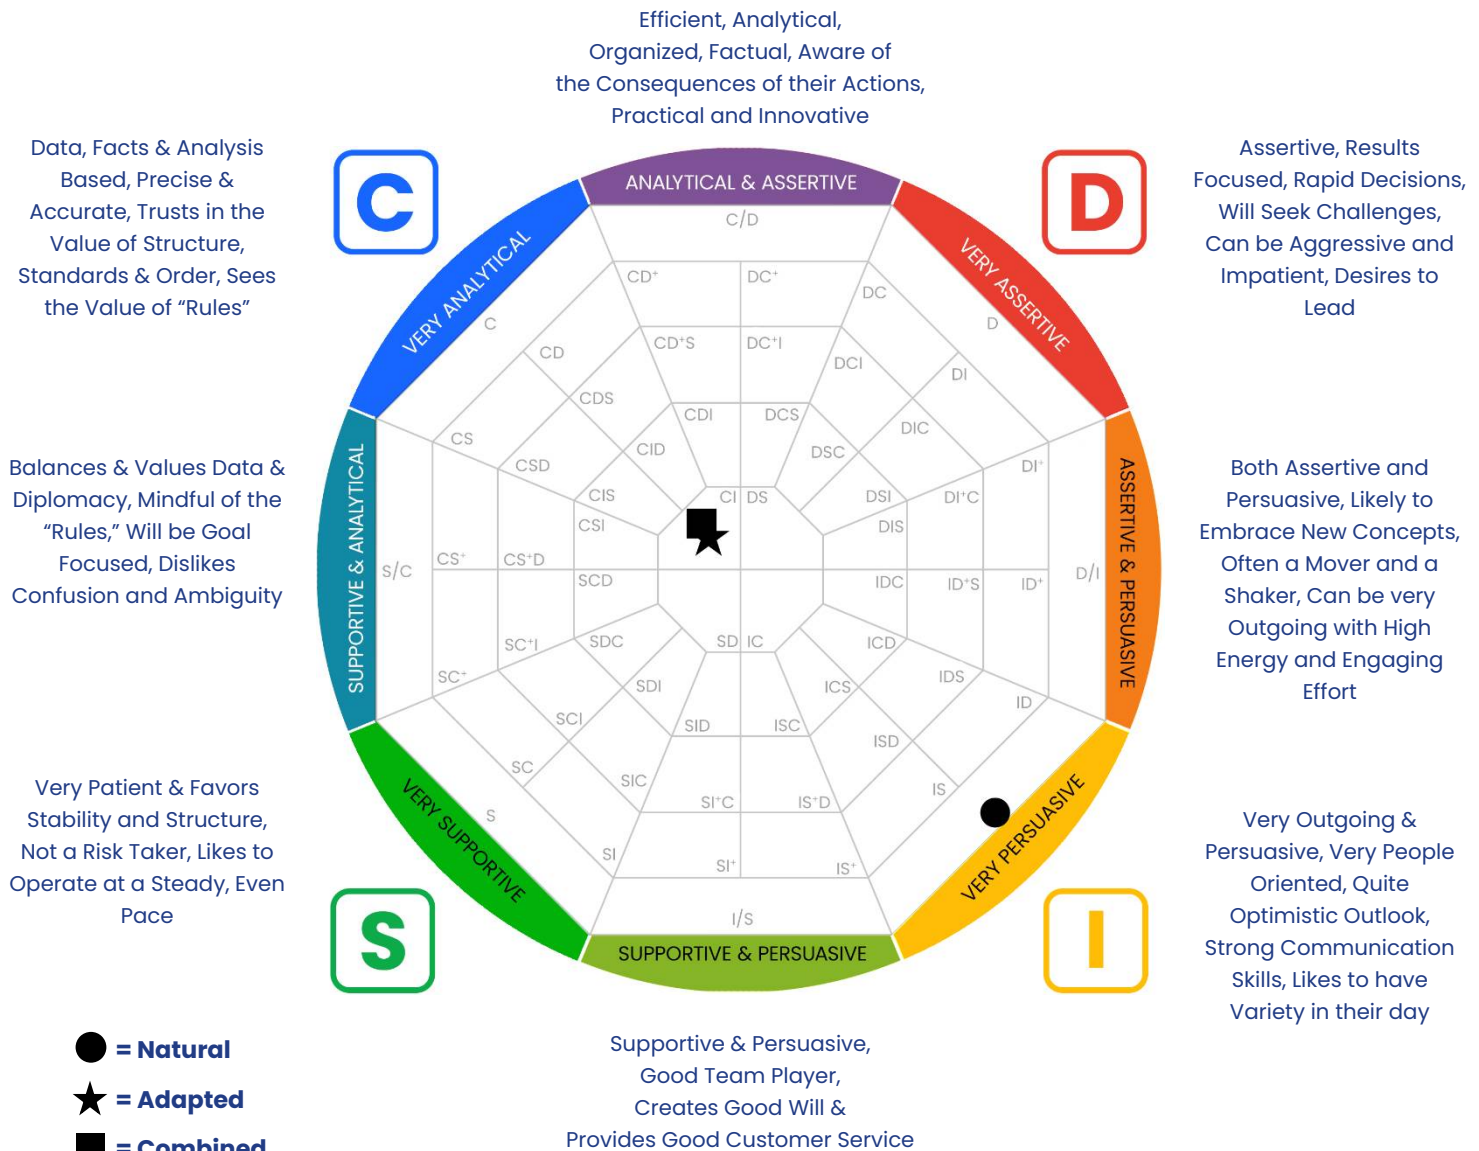 Efficient, Analytical,
Organized, Factual, Aware of
the Consequences of their Actions,
Practical and Innovative
Data, Facts & Analysis
Based, Precise &
Accurate, Trusts in the
Value of Structure,
Standards & Order, Sees
the Value of “Rules”
C
D
Assertive, Results
Focused, Rapid Decisions,
Will Seek Challenges,
Can be Aggressive and
Impatient, Desires to
Lead
ANALYTICAL & ASSERTIVE
VERY ANALYTICAL
VERY ASSERTIVE
C/D
CD⁺
DC⁺
DC
C
D
CD
CD⁺S
DC⁺I
DCI
DI
CDS
CDI
DCS
DIC
CS
CID
DSC
DI⁺
CSD
CIS
CI
DS
DSI
DI⁺C
CSI
DIS
Balances & Values Data &
Diplomacy, Mindful of the
“Rules,” Will be Goal
Focused, Dislikes
Confusion and Ambiguity
SUPPORTIVE & ANALYTICAL
ASSERTIVE & PERSUASIVE
Both Assertive and
Persuasive, Likely to
Embrace New Concepts,
Often a Mover and a
Shaker, Can be very
Outgoing with High
Energy and Engaging
Effort
S/C
CS⁺
CS⁺D
SCD
IDC
ID⁺S
ID⁺
D/I
SC⁺I
SDC
SD
IC
ICD
SC⁺
SDI
ICS
IDS
ID
SCI
SID
ISC
ISD
SC
SIC
IS
S
SI⁺C
IS⁺D
SI
SI⁺
IS⁺
I/S
VERY SUPPORTIVE
VERY PERSUASIVE
SUPPORTIVE & PERSUASIVE
Very Patient & Favors
Stability and Structure,
Not a Risk Taker, Likes to
Operate at a Steady, Even
Pace
S
I
Very Outgoing &
Persuasive, Very People
Oriented, Quite
Optimistic Outlook,
Strong Communication
Skills, Likes to have
Variety in their day
= Natural
= Adapted
= Combined
Supportive & Persuasive,
Good Team Player,
Creates Good Will &
Provides Good Customer Service